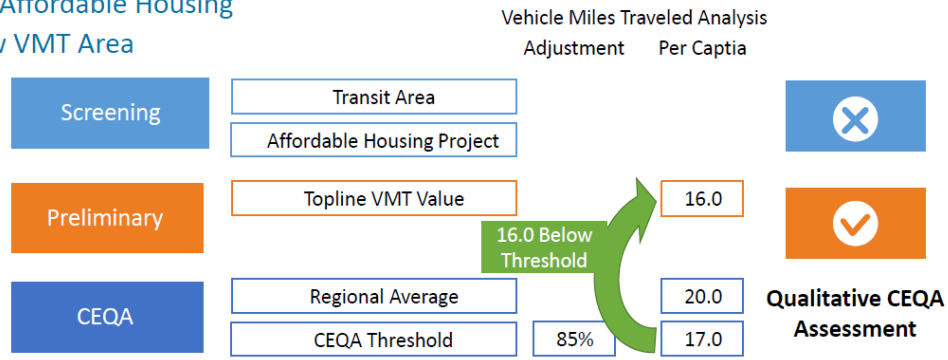 Affordable Housing
VMT Area
Vehicle Miles Traveled Analysis
Adjustment Per Captia
Screening
Transit Area
Affordable Housing Project
Preliminary
Topline VMT Value
16.0
16.0 Below
Threshold
CEQA
Regional Average
20.0
CEQA Threshold
85%
17.0
Qualitative CEQA
Assessment